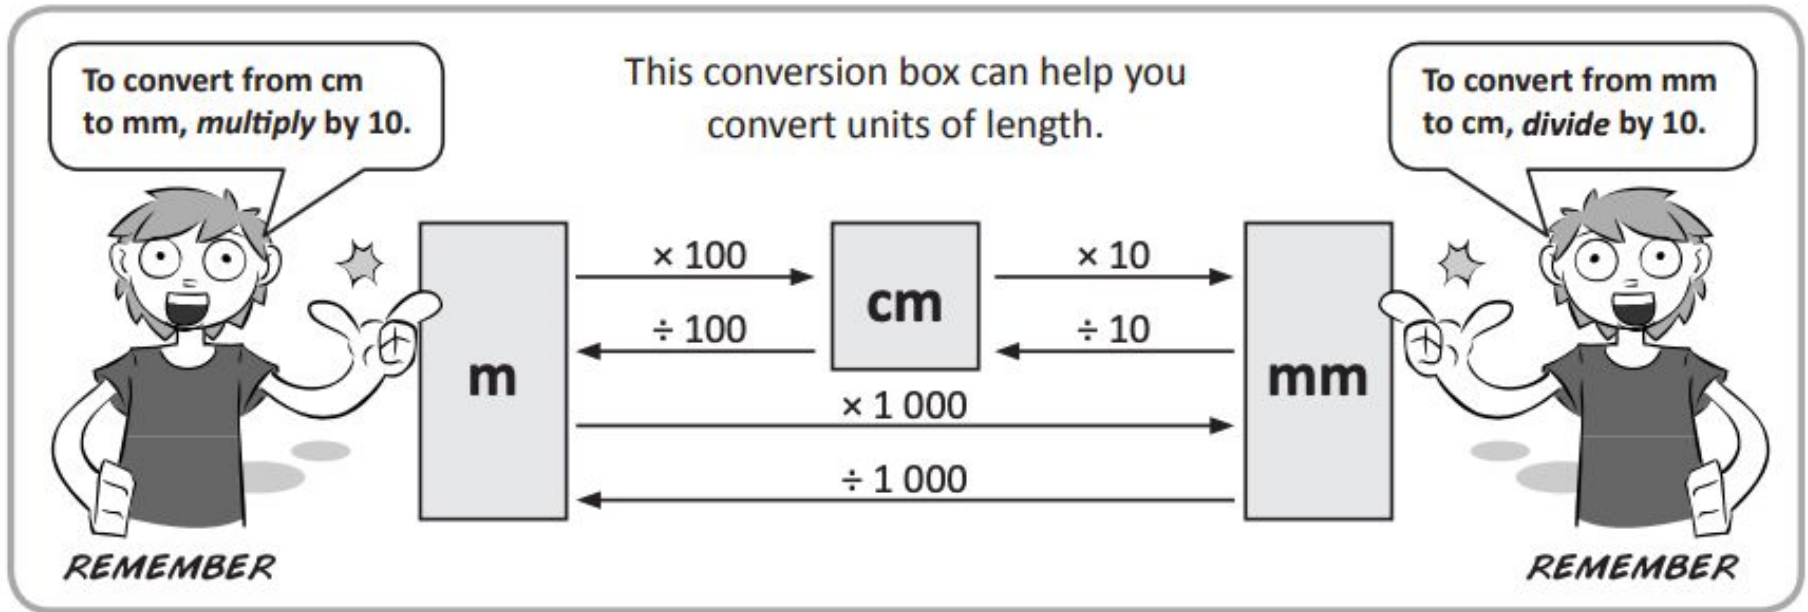 To convert from cm
to mm, multiply by 10.
This conversion box can help you
convert units of length.
To convert from mm
to cm, divide by 10.
m
× 100
÷ 100
cm
× 10
÷ 10
mm
× 1 000
÷ 1 000
REMEMBER
REMEMBER